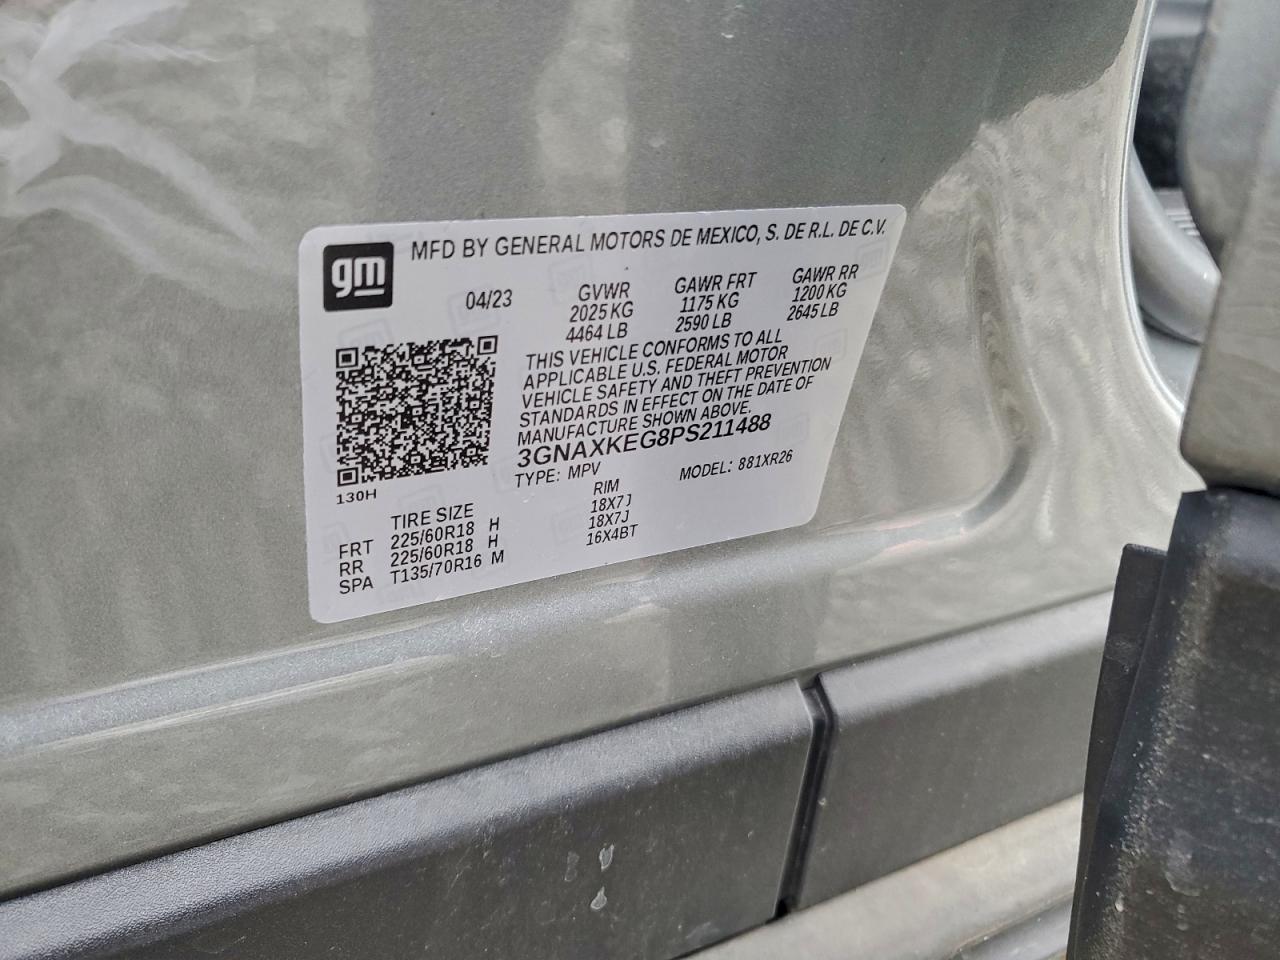 gm
MFD BY GENERAL MOTORS DE MEXICO, S. DE R.L. DE C.V.
04/23
GVWR GAWR FRT GAWR RR
2025 KG 1175 KG 1200 KG
4464 LB 2590 LB 2645 LB
THIS VEHICLE CONFORMS TO ALL
APPLICABLE U.S. FEDERAL MOTOR
VEHICLE SAFETY AND THEFT PREVENTION
STANDARDS IN EFFECT ON THE DATE OF
MANUFACTURE SHOWN ABOVE.
3GNAXKEG8PS211488
TYPE: MPV MODEL: 881XR26
130H
TIRE SIZE RIM
FRT 225/60R18 H 18X7J
RR 225/60R18 H 18X7J
SPA T135/70R16 M 16X4BT